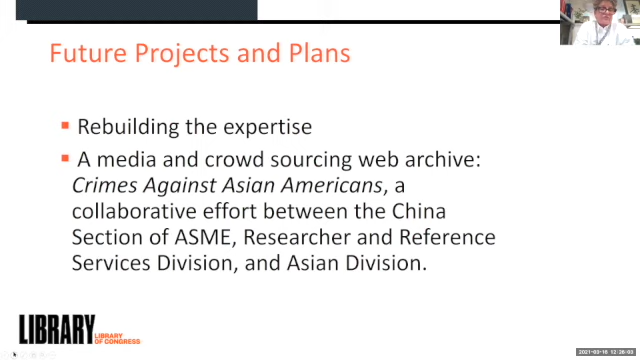 Future Projects and Plans
▪ Rebuilding the expertise
▪ A media and crowd sourcing web archive:
Crimes Against Asian Americans, a
collaborative effort between the China
Section of ASME, Researcher and Reference
Services Division, and Asian Division.
LIBRARY
LIBRARY
OF CONGRESS
2021-03-16 12:36:03